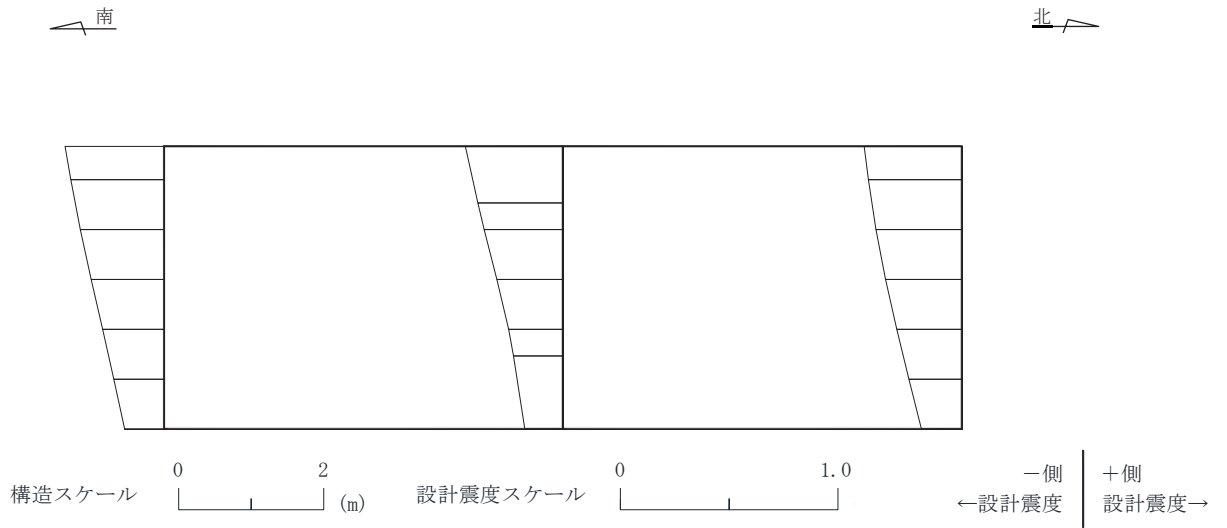 南
北
0 2
構造スケール (m)
0 1.0
設計震度スケール
－側 ＋側
←設計震度 設計震度→